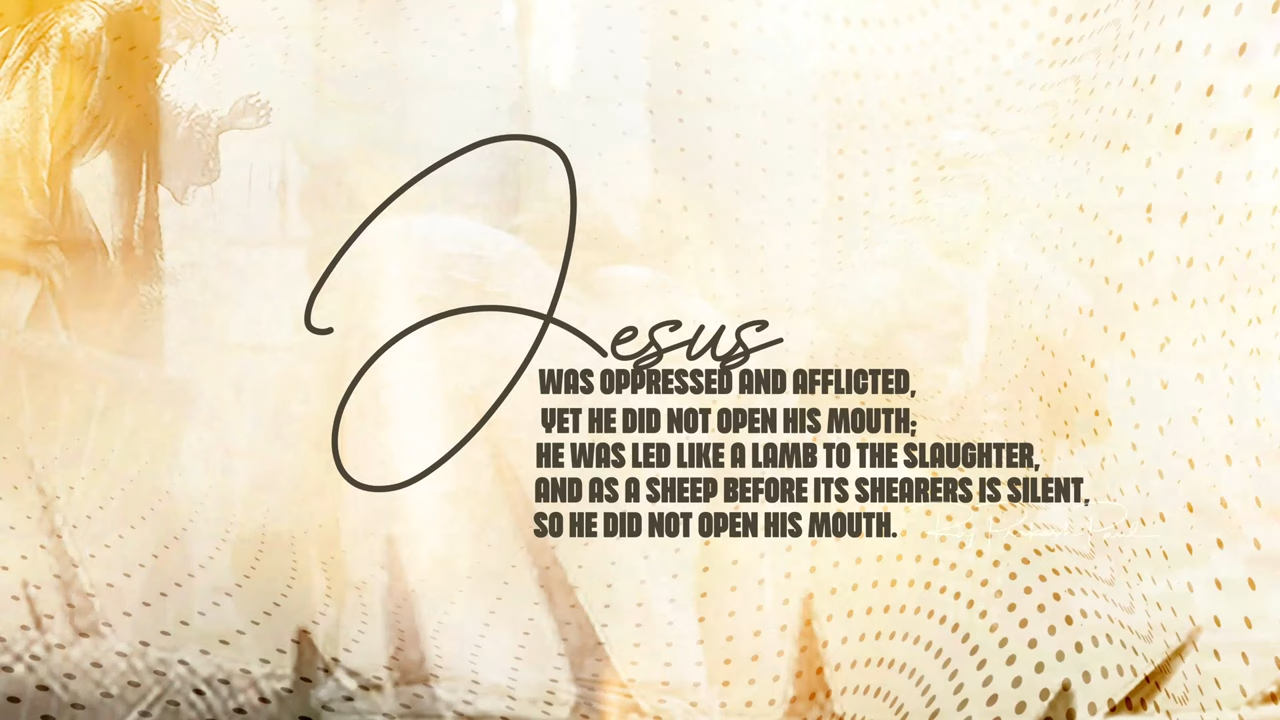 Jesus
WAS OPPRESSED AND AFFLICTED,
YET HE DID NOT OPEN HIS MOUTH;
HE WAS LED LIKE A LAMB TO THE SLAUGHTER,
AND AS A SHEEP BEFORE ITS SHEARERS IS SILENT,
SO HE DID NOT OPEN HIS MOUTH.